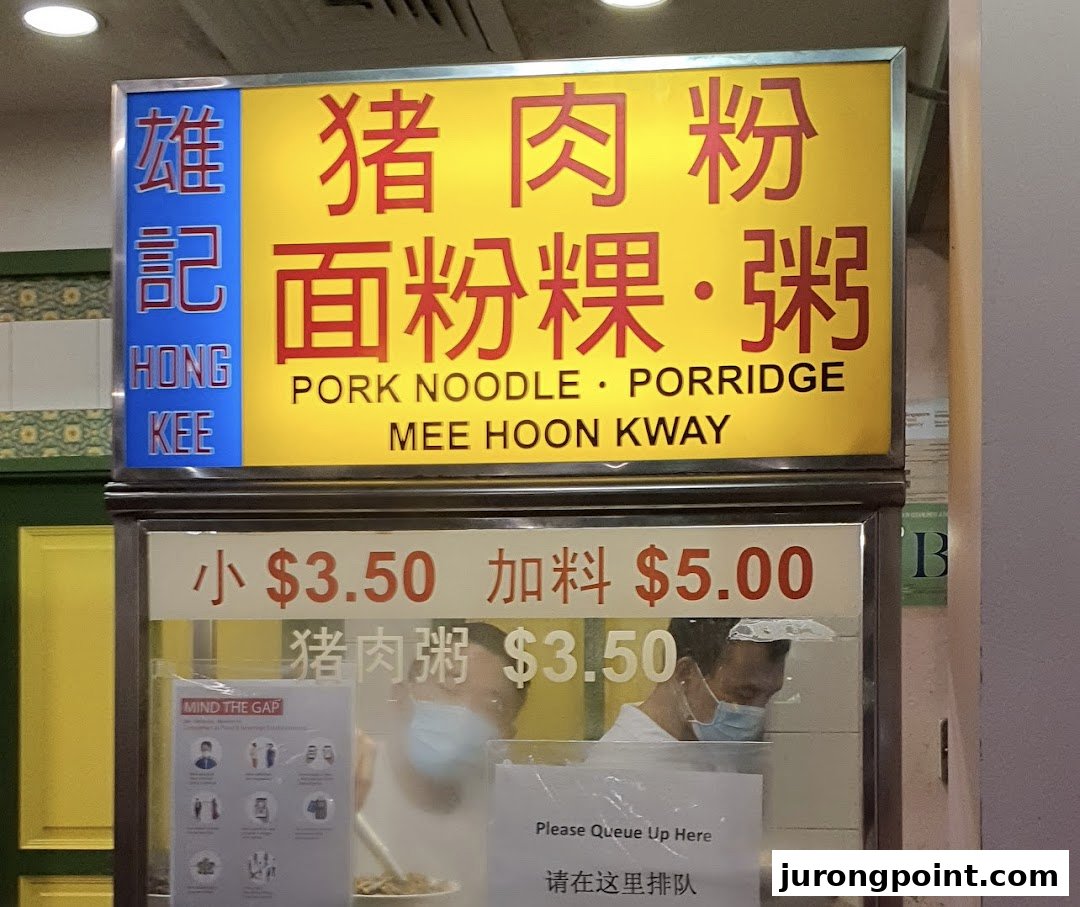 雄
記
HONG
KEE
猪肉粉
面粉粿·粥
PORK NOODLE · PORRIDGE
MEE HOON KWAY
小 $3.50 加料 $5.00
猪肉粥 $3.50
MIND THE GAP
Please Queue Up Here
请在这里排队
B
jurongpoint.com